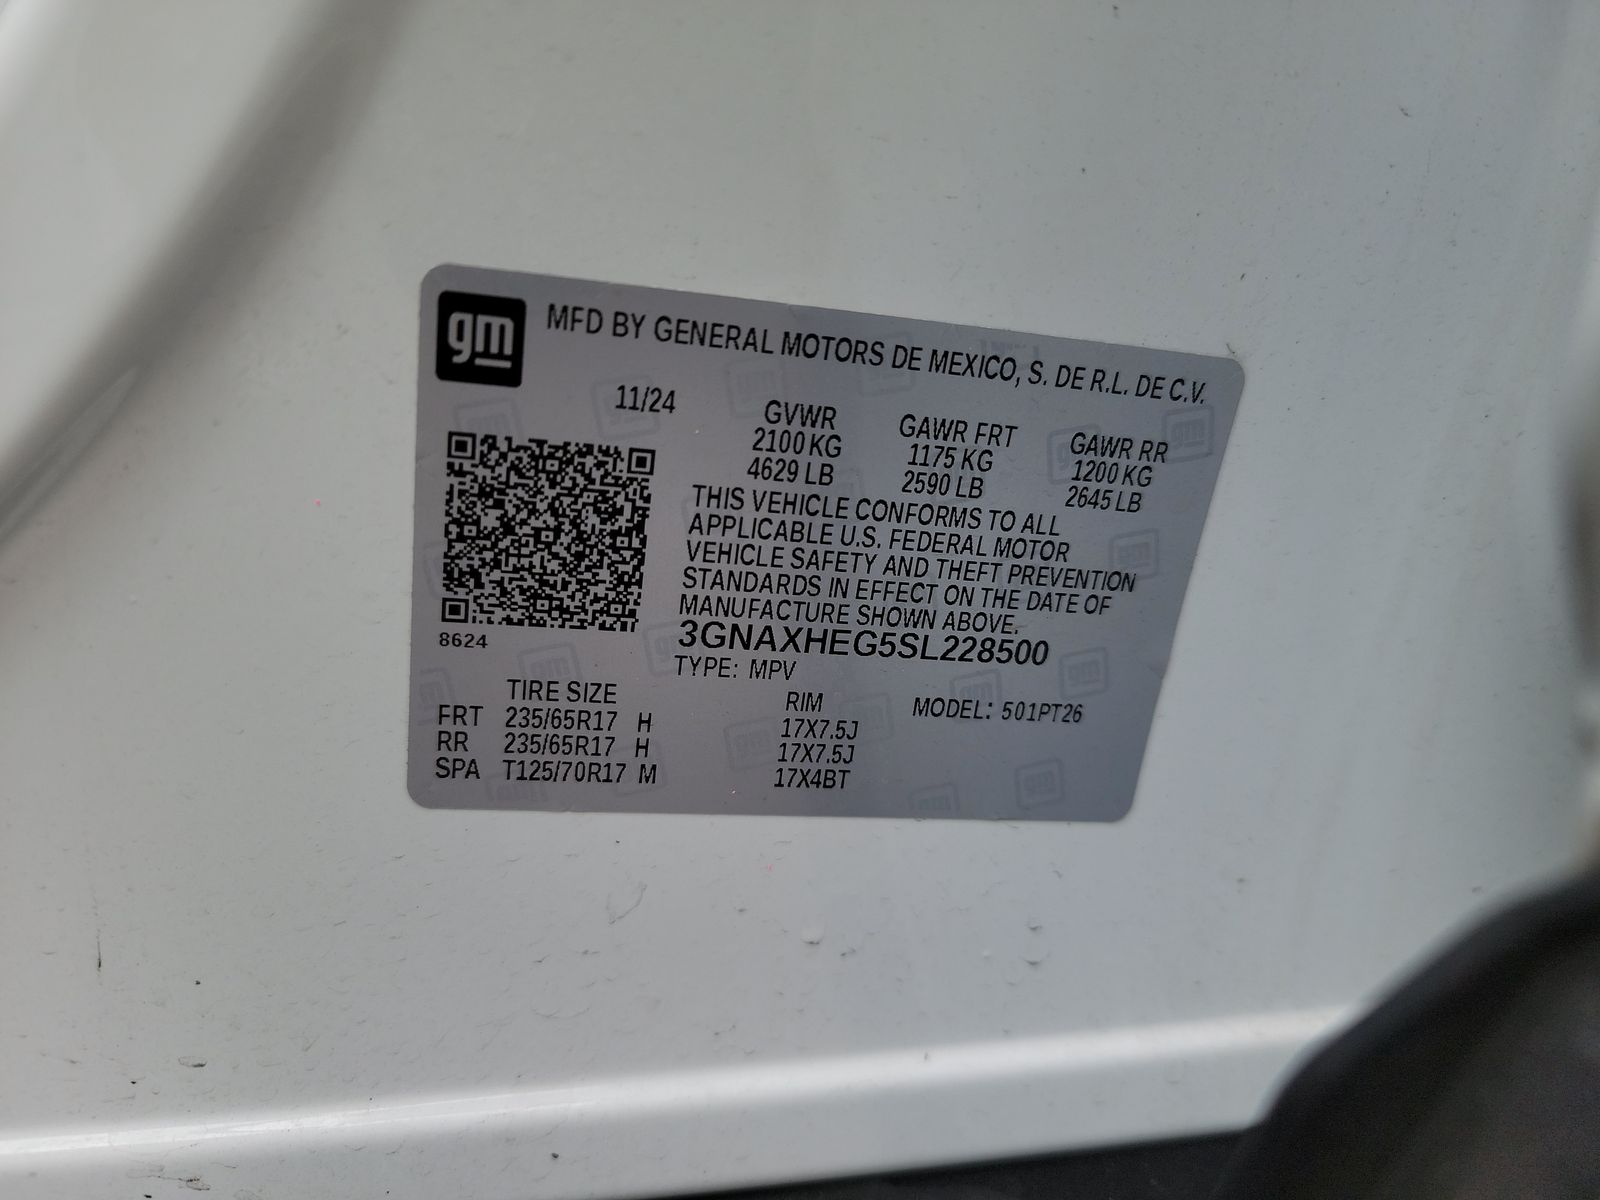 gm
MFD BY GENERAL MOTORS DE MEXICO, S. DE R.L. DE C.V.
11/24
GVWR GAWR FRT GAWR RR
2100 KG 1175 KG 1200 KG
4629 LB 2590 LB 2645 LB
THIS VEHICLE CONFORMS TO ALL
APPLICABLE U.S. FEDERAL MOTOR
VEHICLE SAFETY AND THEFT PREVENTION
STANDARDS IN EFFECT ON THE DATE OF
MANUFACTURE SHOWN ABOVE.
8624
3GNAXHEG5SL228500
TYPE: MPV
TIRE SIZE RIM MODEL: 501PT26
FRT 235/65R17 H 17X7.5J
RR 235/65R17 H 17X7.5J
SPA T125/70R17 M 17X4BT